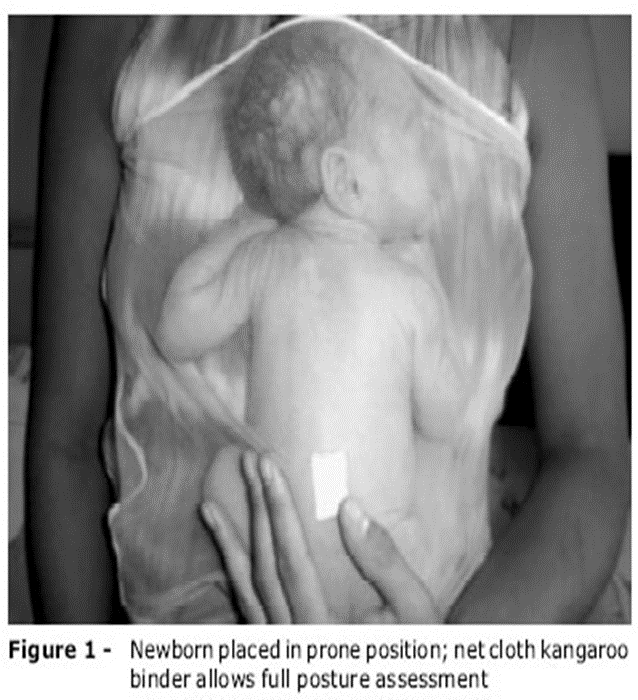 Figure 1 - Newborn placed in prone position; net cloth kangaroo
binder allows full posture assessment